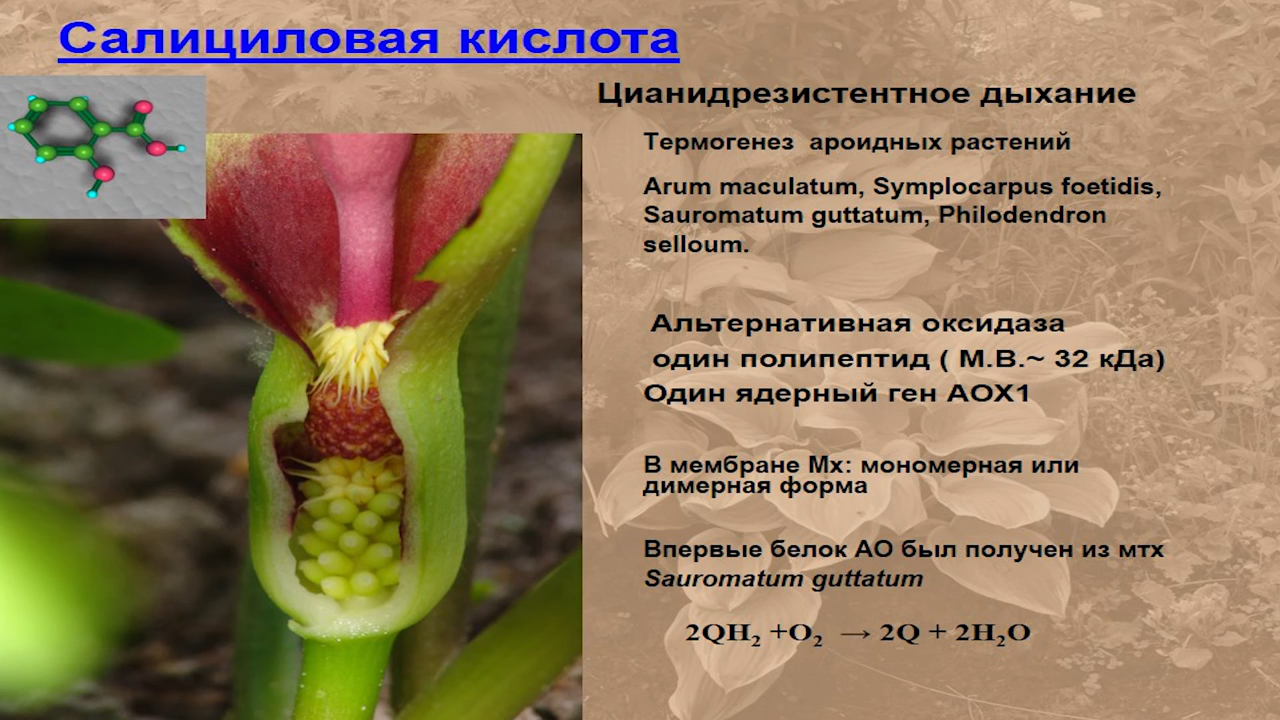 Салициловая кислота
Цианидрезистентное дыхание
Термогенез ароидных растений
Arum maculatum, Symplocarpus foetidis,
Sauromatum guttatum, Philodendron
selloum.
Альтернативная оксидаза
один полипептид ( М.В.~ 32 кДа)
Один ядерный ген АОХ1
В мембране Мх: мономерная или
димерная форма
Впервые белок АО был получен из мтх
Sauromatum guttatum
2QH₂ +O₂ → 2Q + 2H₂O